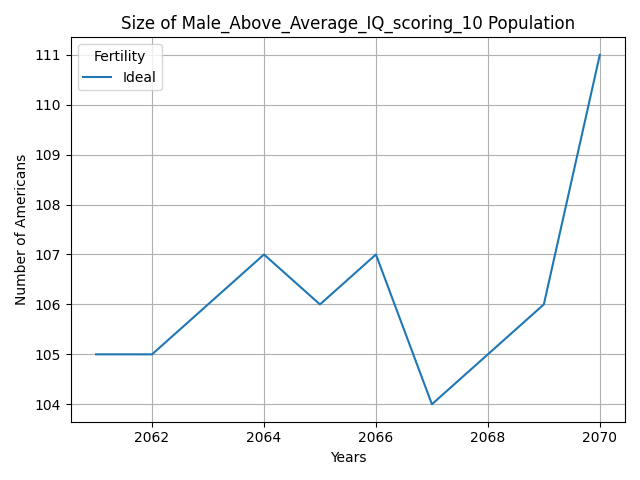 Size of Male_Above_Average_IQ_scoring_10 Population
Fertility
Ideal
Number of Americans
111
110
109
108
107
106
105
104
2062 2064 2066 2068 2070
Years